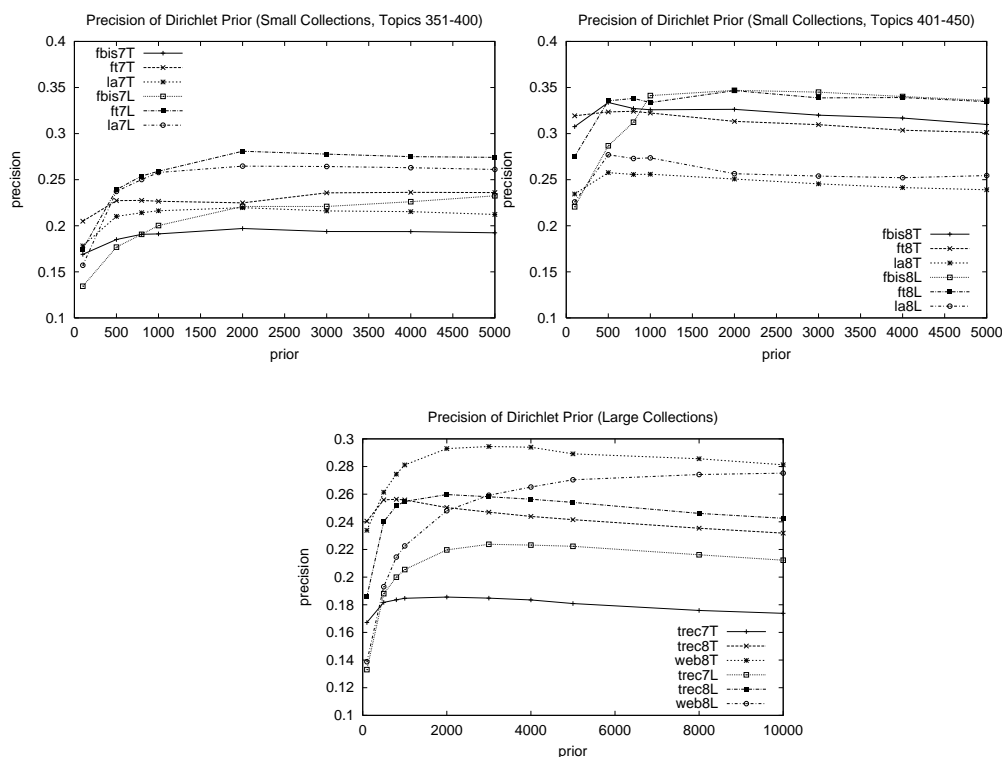 Precision of Dirichlet Prior (Small Collections, Topics 351-400)
0.4
0.35
0.3
0.25
0.2
0.15
0.1
precision
0 500 1000 1500 2000 2500 3000 3500 4000 4500 5000
prior
fbis7T
ft7T
la7T
fbis7L
ft7L
la7L
Precision of Dirichlet Prior (Small Collections, Topics 401-450)
0.4
0.35
0.3
0.25
0.2
0.15
0.1
precision
0 500 1000 1500 2000 2500 3000 3500 4000 4500 5000
prior
fbis8T
ft8T
la8T
fbis8L
ft8L
la8L
Precision of Dirichlet Prior (Large Collections)
0.3
0.28
0.26
0.24
0.22
0.2
0.18
0.16
0.14
0.12
0.1
precision
0 2000 4000 6000 8000 10000
prior
trec7T
trec8T
web8T
trec7L
trec8L
web8L